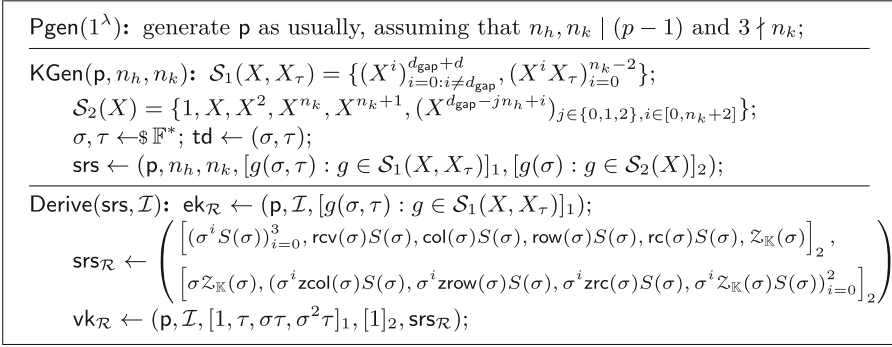 Pgen(1^λ): generate p as usually, assuming that n_h, n_k | (p − 1) and 3 ∤ n_k;
KGen(p, n_h, n_k): S_1(X, X_τ) = {(X^i)_{i=0:i≠d_gap}^{d_gap+d}, (X^i X_τ)_{i=0}^{n_k−2}};
S_2(X) = {1, X, X^2, X^{n_k}, X^{n_k+1}, (X^{d_gap−jn_h+i})_{j∈{0,1,2},i∈[0,n_k+2]}};
σ, τ ←$ 𝔽*; td ← (σ, τ);
srs ← (p, n_h, n_k, [g(σ, τ) : g ∈ S_1(X, X_τ)]_1, [g(σ) : g ∈ S_2(X)]_2);
Derive(srs, I): ek_R ← (p, I, [g(σ, τ) : g ∈ S_1(X, X_τ)]_1);
srs_R ← ( [(σ^i S(σ))_{i=0}^3, rcv(σ)S(σ), col(σ)S(σ), row(σ)S(σ), rc(σ)S(σ), Z_𝕂(σ)]_2 ,
[σZ_𝕂(σ), (σ^i zcol(σ)S(σ), σ^i zrow(σ)S(σ), σ^i zrc(σ)S(σ), σ^i Z_𝕂(σ)S(σ))_{i=0}^2]_2 )
vk_R ← (p, I, [1, τ, στ, σ^2τ]_1, [1]_2, srs_R);